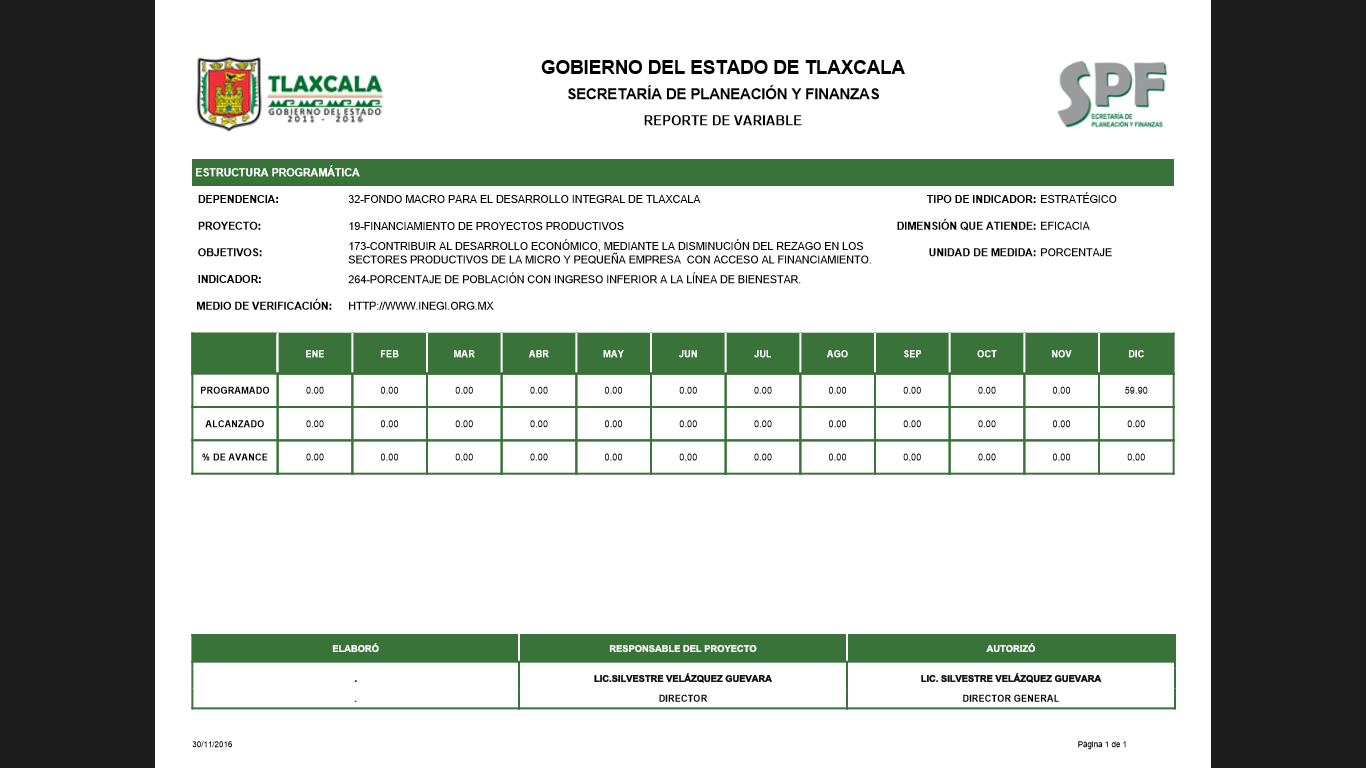 TLAXCALA
GOBIERNO DEL ESTADO
2011 - 2016
GOBIERNO DEL ESTADO DE TLAXCALA
SECRETARÍA DE PLANEACIÓN Y FINANZAS
REPORTE DE VARIABLE
SPF
ECRETARÍA DE
PLANEACIÓN Y FINANZAS
ESTRUCTURA PROGRAMÁTICA
DEPENDENCIA: 32-FONDO MACRO PARA EL DESARROLLO INTEGRAL DE TLAXCALA TIPO DE INDICADOR: ESTRATÉGICO
PROYECTO: 19-FINANCIAMIENTO DE PROYECTOS PRODUCTIVOS DIMENSIÓN QUE ATIENDE: EFICACIA
OBJETIVOS: 173-CONTRIBUIR AL DESARROLLO ECONÓMICO, MEDIANTE LA DISMINUCIÓN DEL REZAGO EN LOS
SECTORES PRODUCTIVOS DE LA MICRO Y PEQUEÑA EMPRESA CON ACCESO AL FINANCIAMIENTO. UNIDAD DE MEDIDA: PORCENTAJE
INDICADOR: 264-PORCENTAJE DE POBLACIÓN CON INGRESO INFERIOR A LA LÍNEA DE BIENESTAR.
MEDIO DE VERIFICACIÓN: HTTP://WWW.INEGI.ORG.MX
ENE FEB MAR ABR MAY JUN JUL AGO SEP OCT NOV DIC
PROGRAMADO 0.00 0.00 0.00 0.00 0.00 0.00 0.00 0.00 0.00 0.00 0.00 59.90
ALCANZADO 0.00 0.00 0.00 0.00 0.00 0.00 0.00 0.00 0.00 0.00 0.00 0.00
% DE AVANCE 0.00 0.00 0.00 0.00 0.00 0.00 0.00 0.00 0.00 0.00 0.00 0.00
ELABORÓ RESPONSABLE DEL PROYECTO AUTORIZÓ
. LIC.SILVESTRE VELÁZQUEZ GUEVARA LIC. SILVESTRE VELÁZQUEZ GUEVARA
. DIRECTOR DIRECTOR GENERAL
30/11/2016 Página 1 de 1